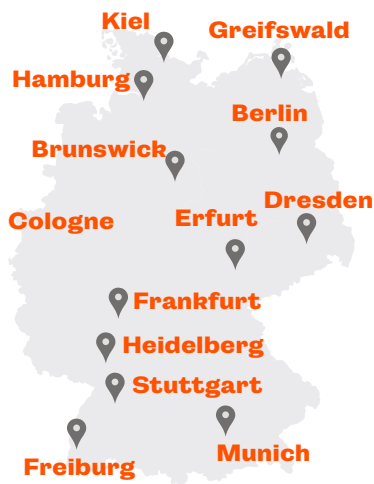 Kiel
Greifswald
Hamburg
Berlin
Brunswick
Dresden
Erfurt
Cologne
Frankfurt
Heidelberg
Stuttgart
Munich
Freiburg